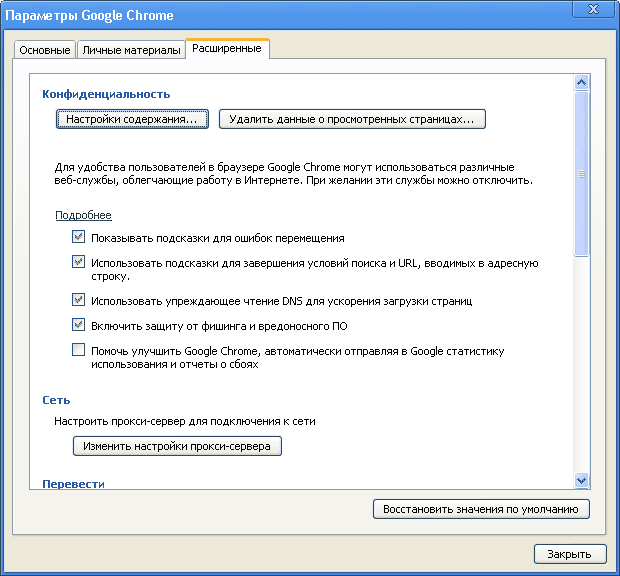 Параметры Google Chrome
Основные
Личные материалы
Расширенные
Конфиденциальность
Настройки содержания...
Удалить данные о просмотренных страницах...
Для удобства пользователей в браузере Google Chrome могут использоваться различные
веб-службы, облегчающие работу в Интернете. При желании эти службы можно отключить.
Подробнее
Показывать подсказки для ошибок перемещения
Использовать подсказки для завершения условий поиска и URL, вводимых в адресную
строку.
Использовать упреждающее чтение DNS для ускорения загрузки страниц
Включить защиту от фишинга и вредоносного ПО
Помочь улучшить Google Chrome, автоматически отправляя в Google статистику
использования и отчеты о сбоях
Сеть
Настроить прокси-сервер для подключения к сети
Изменить настройки прокси-сервера
Перевести
Восстановить значения по умолчанию
Закрыть